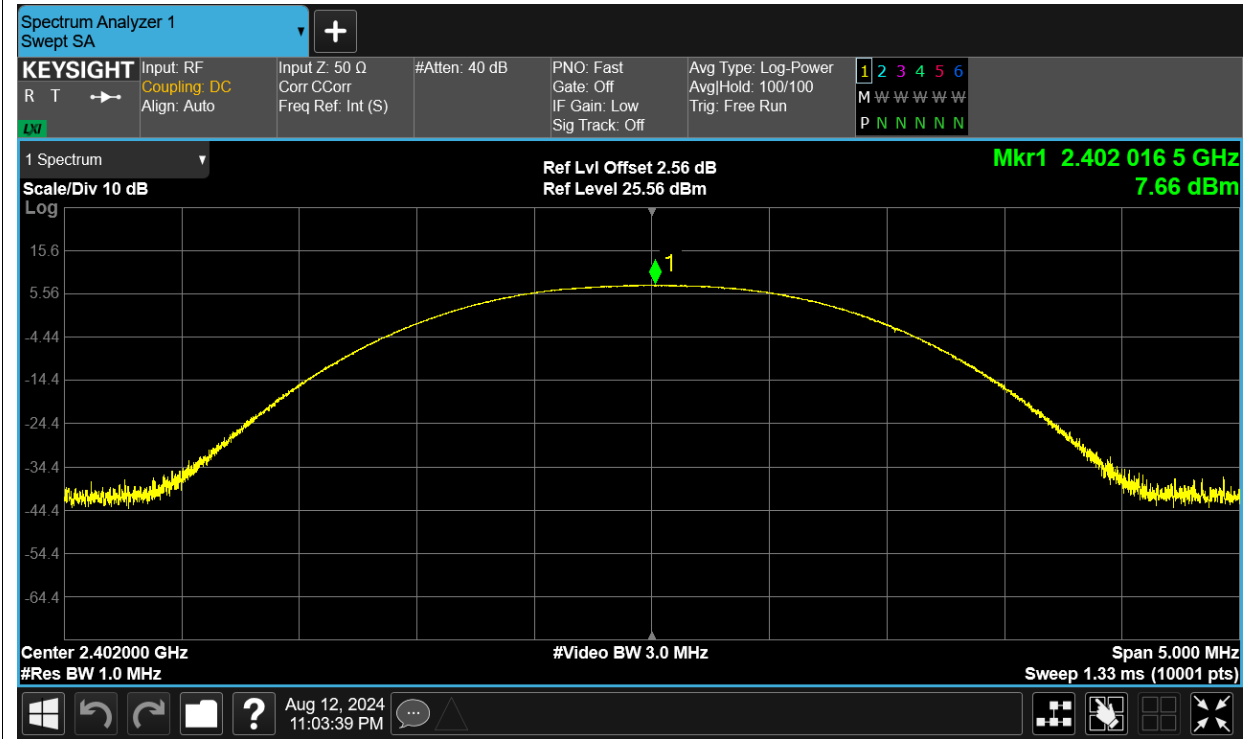 Spectrum Analyzer 1
Swept SA
KEYSIGHT
R T
LXI
Input: RF
Coupling: DC
Align: Auto
Input Z: 50 Ω
Corr CCorr
Freq Ref: Int (S)
#Atten: 40 dB
PNO: Fast
Gate: Off
IF Gain: Low
Sig Track: Off
Avg Type: Log-Power
Avg|Hold: 100/100
Trig: Free Run
1 2 3 4 5 6
M W W W W W
P N N N N N
1 Spectrum
Scale/Div 10 dB
Log
Ref Lvl Offset 2.56 dB
Ref Level 25.56 dBm
Mkr1 2.402 016 5 GHz
7.66 dBm
1
15.6
5.56
-4.44
-14.4
-24.4
-34.4
-44.4
-54.4
-64.4
Center 2.402000 GHz
#Video BW 3.0 MHz
Span 5.000 MHz
#Res BW 1.0 MHz
Sweep 1.33 ms (10001 pts)
?
Aug 12, 2024
11:03:39 PM